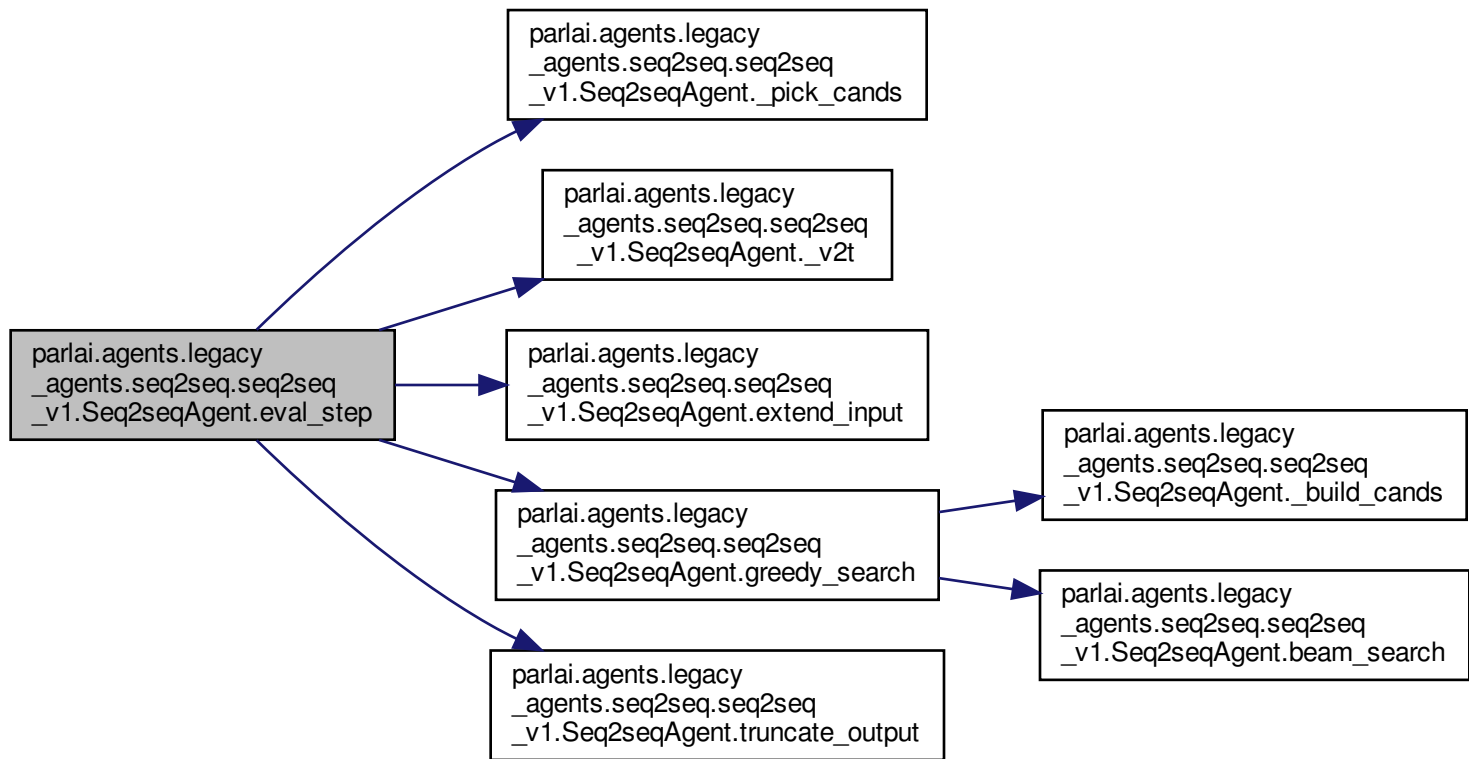 parlai.agents.legacy
_agents.seq2seq.seq2seq
_v1.Seq2seqAgent._pick_cands
parlai.agents.legacy
_agents.seq2seq.seq2seq
_v1.Seq2seqAgent._v2t
parlai.agents.legacy
_agents.seq2seq.seq2seq
_v1.Seq2seqAgent.eval_step
parlai.agents.legacy
_agents.seq2seq.seq2seq
_v1.Seq2seqAgent.extend_input
parlai.agents.legacy
_agents.seq2seq.seq2seq
_v1.Seq2seqAgent.greedy_search
parlai.agents.legacy
_agents.seq2seq.seq2seq
_v1.Seq2seqAgent._build_cands
parlai.agents.legacy
_agents.seq2seq.seq2seq
_v1.Seq2seqAgent.beam_search
parlai.agents.legacy
_agents.seq2seq.seq2seq
_v1.Seq2seqAgent.truncate_output